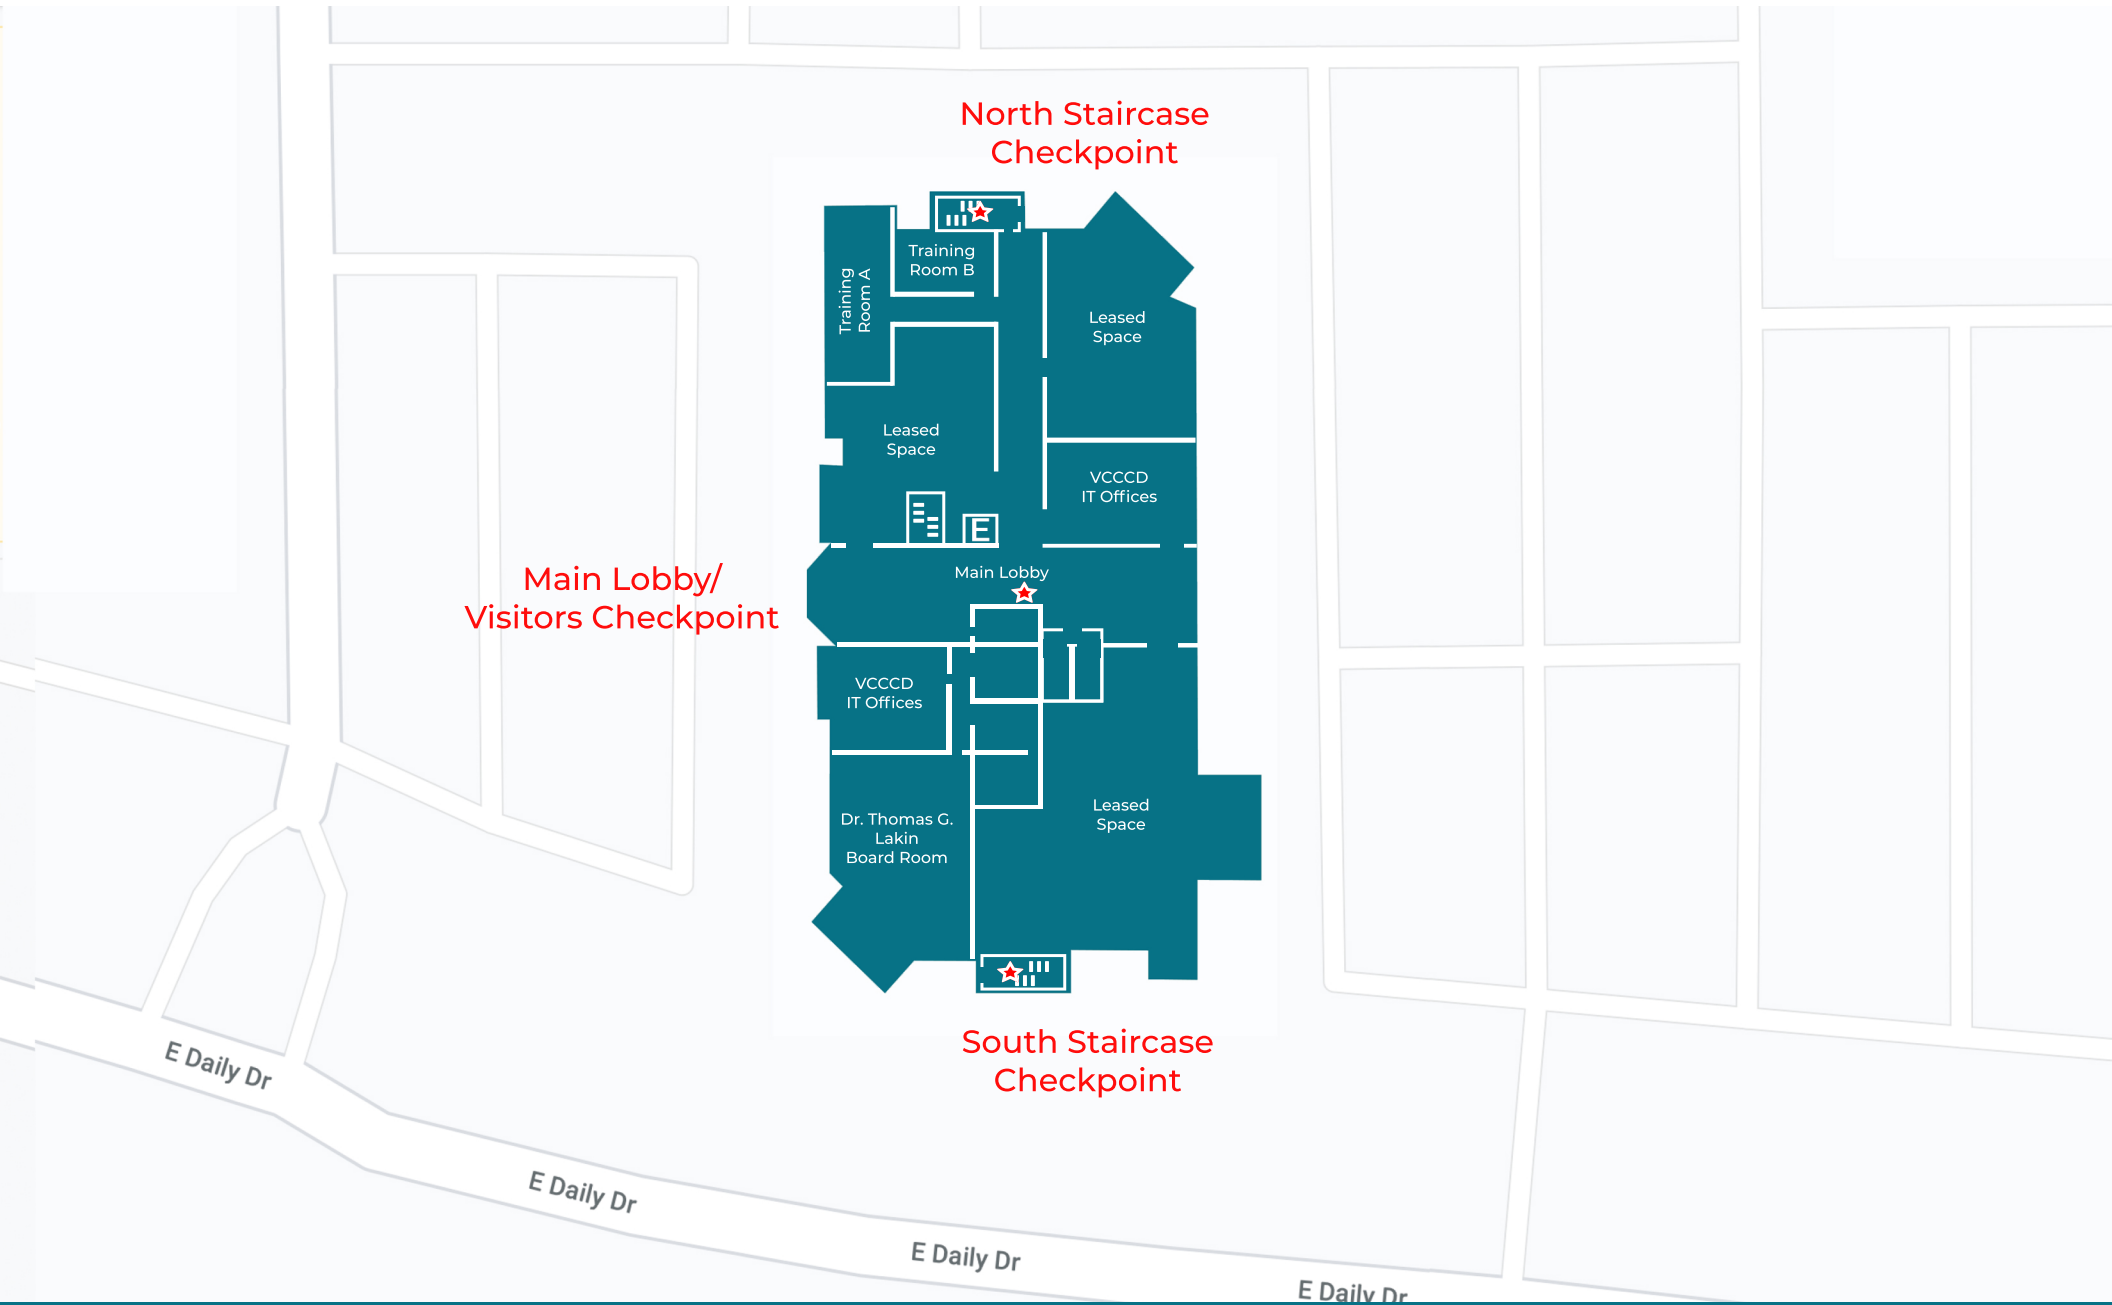 North Staircase
Checkpoint
Training
Room B
Training
Room A
Leased
Space
Leased
Space
VCCCD
IT Offices
E
Main Lobby
Main Lobby/
Visitors Checkpoint
VCCCD
IT Offices
Leased
Space
Dr. Thomas G.
Lakin
Board Room
South Staircase
Checkpoint
E Daily Dr
E Daily Dr
E Daily Dr
E Daily Dr